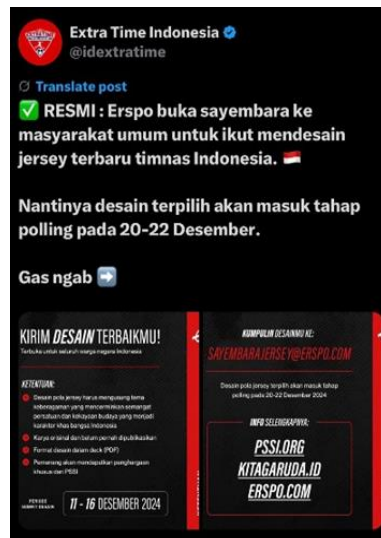 Extra Time Indonesia
@idextratime
Translate post
✅ RESMI : Erspo buka sayembara ke
masyarakat umum untuk ikut mendesain
jersey terbaru timnas Indonesia. 🇮🇩
Nantinya desain terpilih akan masuk tahap
polling pada 20-22 Desember.
Gas ngab ➡️
KIRIM DESAIN TERBAIKMU!
Terbuka untuk seluruh warga negara Indonesia
KETENTUAN:
Desain pola jersey harus mengusung tema
keberagaman yang mencerminkan semangat
persatuan dan kekayaan budaya yang menjadi
karakter khas bangsa Indonesia
Karya orisinal dan belum pernah dipublikasikan
Format desain dalam deck (PDF)
Pemenang akan mendapatkan penghargaan
khusus dari PSSI
PERIODE
SUBMIT DESAIN
11 - 16 DESEMBER 2024
KUMPULIN DESAINMU KE:
SAYEMBARAJERSEY@ERSPO.COM
Desain pola jersey terpilih akan masuk tahap
polling pada 20-22 Desember 2024
INFO SELENGKAPNYA:
PSSI.ORG
KITAGARUDA.ID
ERSPO.COM